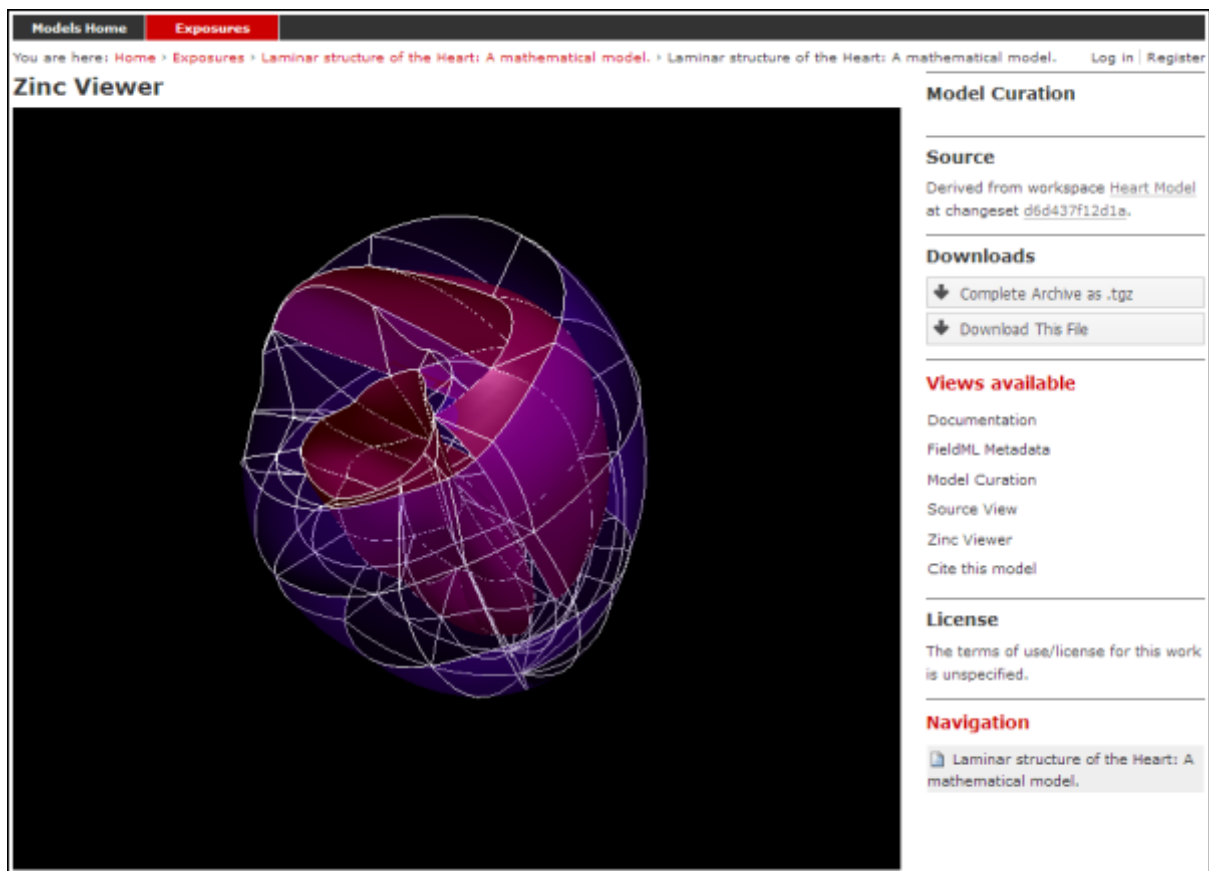 Models Home Exposures
You are here: Home › Exposures › Laminar structure of the Heart: A mathematical model. › Laminar structure of the Heart: A mathematical model. Log in | Register
Zinc Viewer
Model Curation
Source
Derived from workspace Heart Model
at changeset d6d437f12d1a.
Downloads
Complete Archive as .tgz
Download This File
Views available
Documentation
FieldML Metadata
Model Curation
Source View
Zinc Viewer
Cite this model
License
The terms of use/license for this work
is unspecified.
Navigation
Laminar structure of the Heart: A
mathematical model.